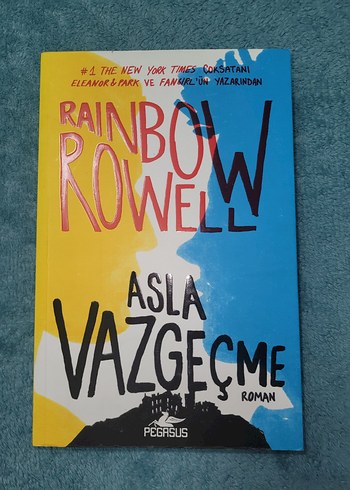 #1 THE NEW YORK TIMES ÇOKSATANI
ELEANOR & PARK VE FANGIRL'ÜN YAZARINDAN
RAINBOW
ROWELL
ASLA
VAZGEÇME
ROMAN
PEGASUS